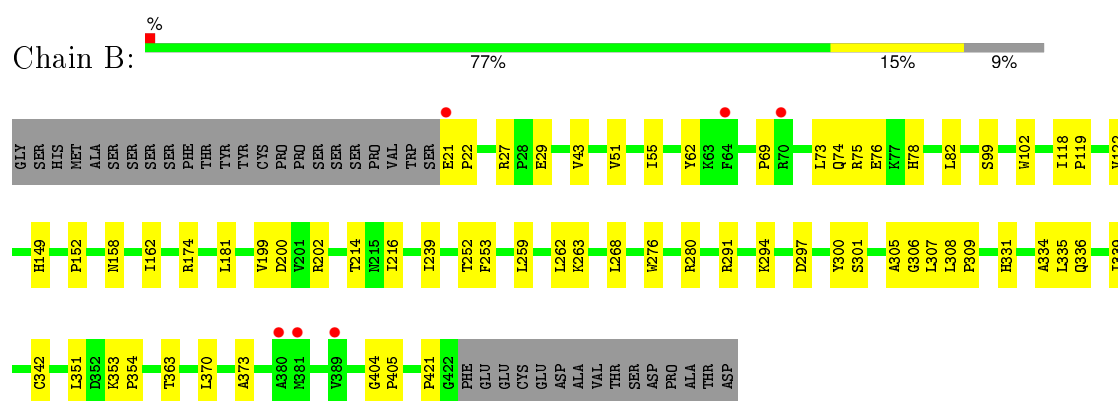 %
Chain B:
77% 15% 9%
GLY SER HIS MET ALA SER SER SER SER PHE THR TYR TYR CYS PRO PRO SER SER SER PRO VAL TRP SER E21 P22 R27 P28 E29 V43 V51 I55 Y62 K63 F64 P69 R70 L73 Q74 R75 E76 K77 H78 L82 S99 W102 I118 P119
H149 P152 N158 I162 R174 L181 V199 D200 V201 R202 T214 N215 I216 I239 T252 F253 L259 L262 K263 L268 W276 R280 R291 K294 D297 Y300 S301 A305 G306 L307 L308 P309 H331 A334 L335 Q336
C342 L351 D352 K353 P354 T363 L370 A373 A380 M381 V389 G404 P405 P421 G422 PHE GLU GLU CYS GLU ASP ALA VAL THR SER ASP PRO ALA THR ASP